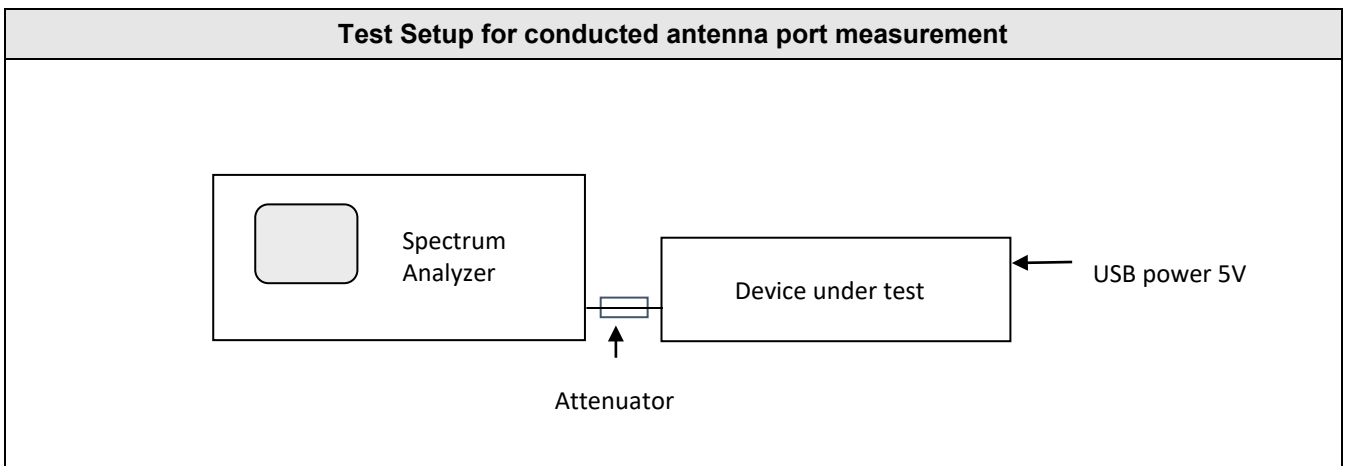 Test Setup for conducted antenna port measurement
Spectrum
Analyzer
Device under test
USB power 5V
Attenuator